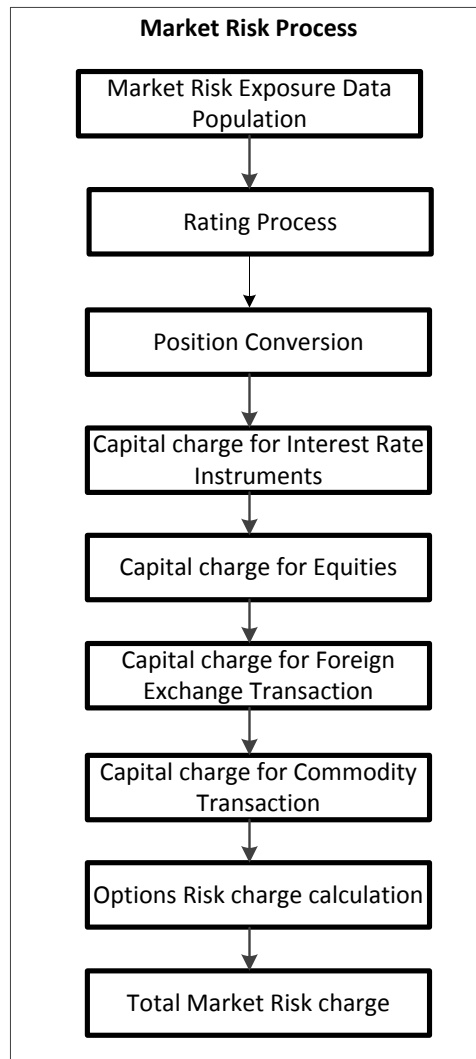 Market Risk Process
Market Risk Exposure Data
Population
Rating Process
Position Conversion
Capital charge for Interest Rate
Instruments
Capital charge for Equities
Capital charge for Foreign
Exchange Transaction
Capital charge for Commodity
Transaction
Options Risk charge calculation
Total Market Risk charge